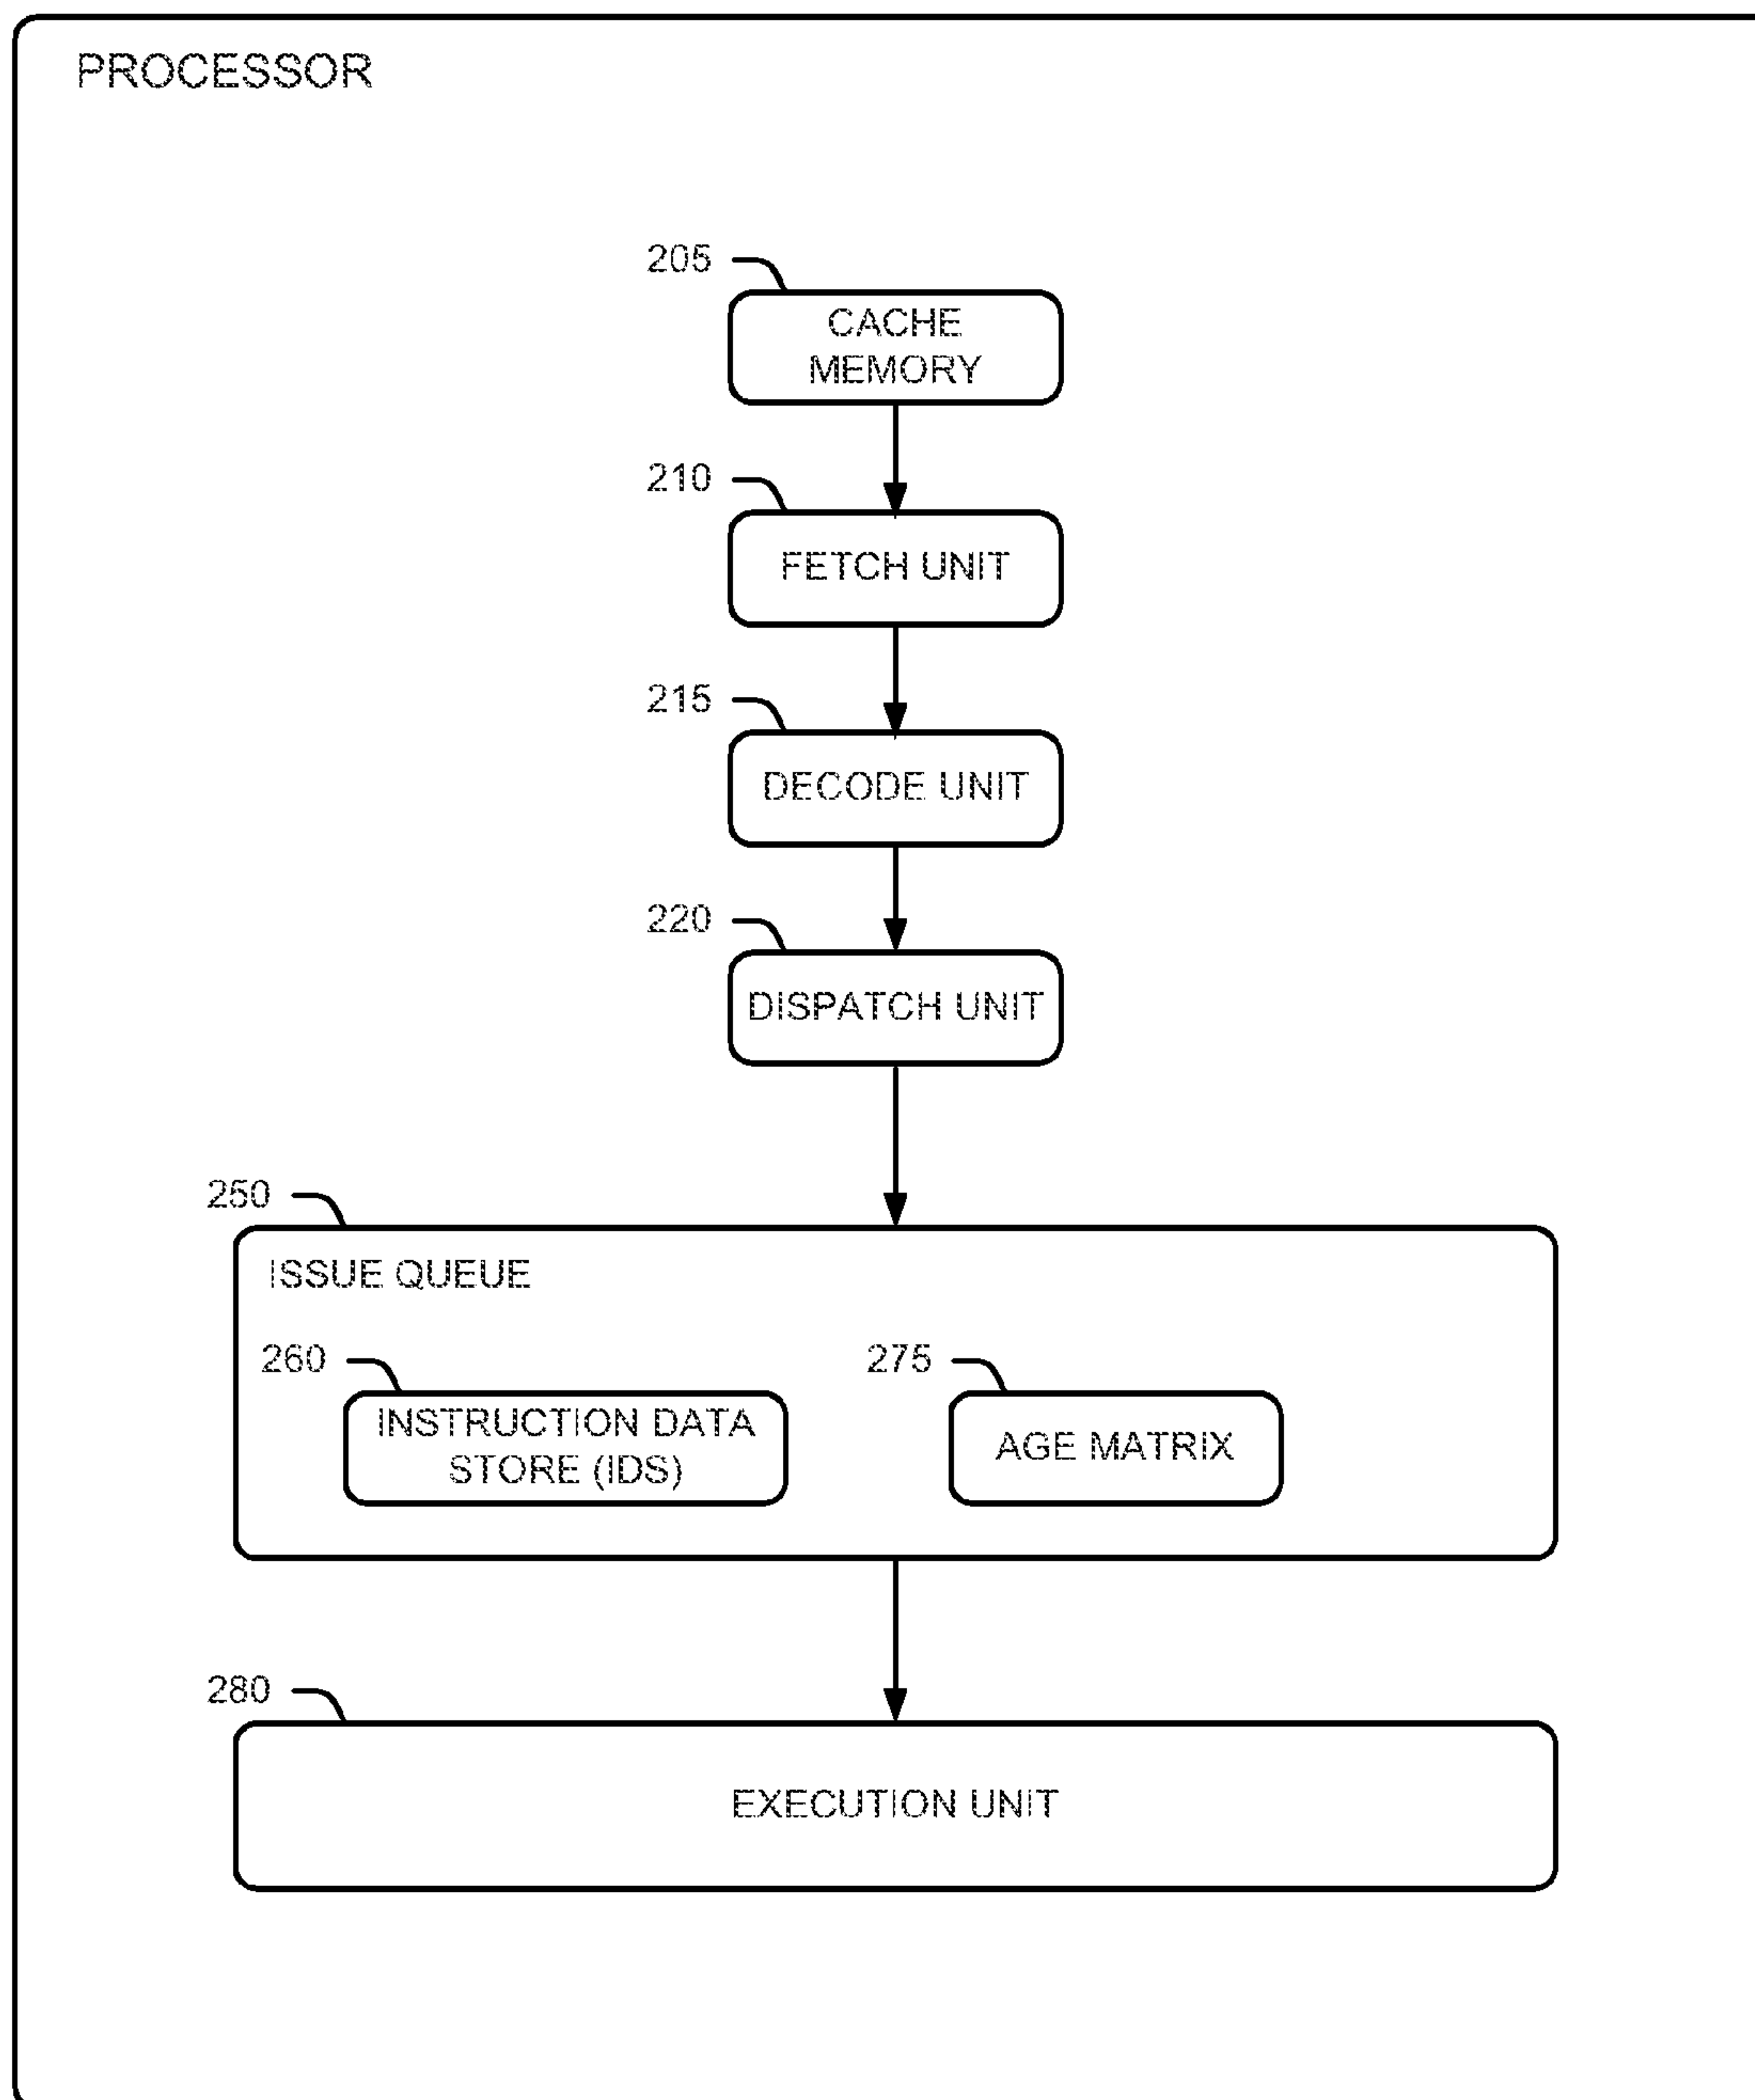 PROCESSOR
205
CACHE
MEMORY
210
FETCH UNIT
215
DECODE UNIT
220
DISPATCH UNIT
250
ISSUE QUEUE
260
INSTRUCTION DATA
STORE (IDS)
275
AGE MATRIX
280
EXECUTION UNIT